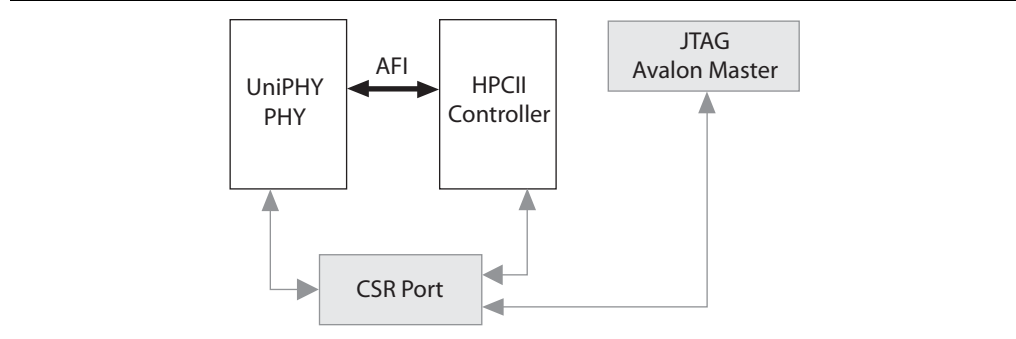 UniPHY
PHY
AFI
HPCII
Controller
JTAG
Avalon Master
CSR Port